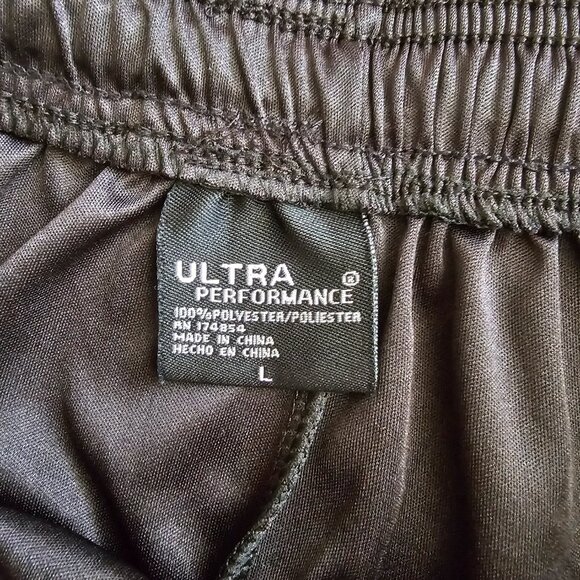 ULTRA ®
PERFORMANCE
100%POLYESTER/POLIESTER
RN 174854
MADE IN CHINA
HECHO EN CHINA
L